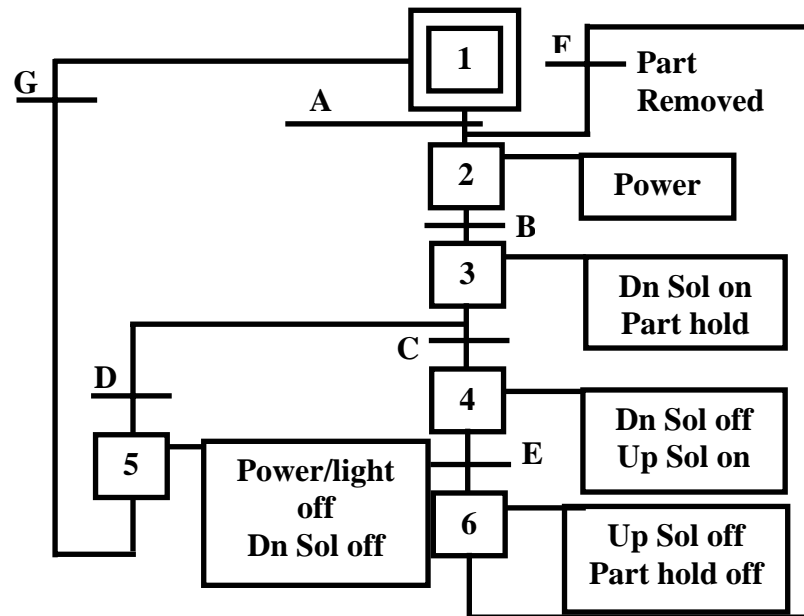 1
F
Part
Removed
G
A
2
Power
B
3
Dn Sol on
Part hold
C
D
4
Dn Sol off
Up Sol on
5
Power/light
off
Dn Sol off
E
6
Up Sol off
Part hold off